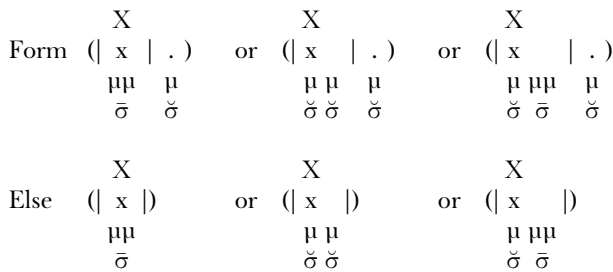 X X X
Form (| x | . ) or (| x | . ) or (| x | . )
μμ μ μ μ μ μ μμ μ
σ̄ σ̆ σ̆ σ̆ σ̆ σ̆ σ̄ σ̆
X X X
Else (| x |) or (| x |) or (| x |)
μμ μ μ μ μμ
σ̄ σ̆ σ̆ σ̆ σ̄